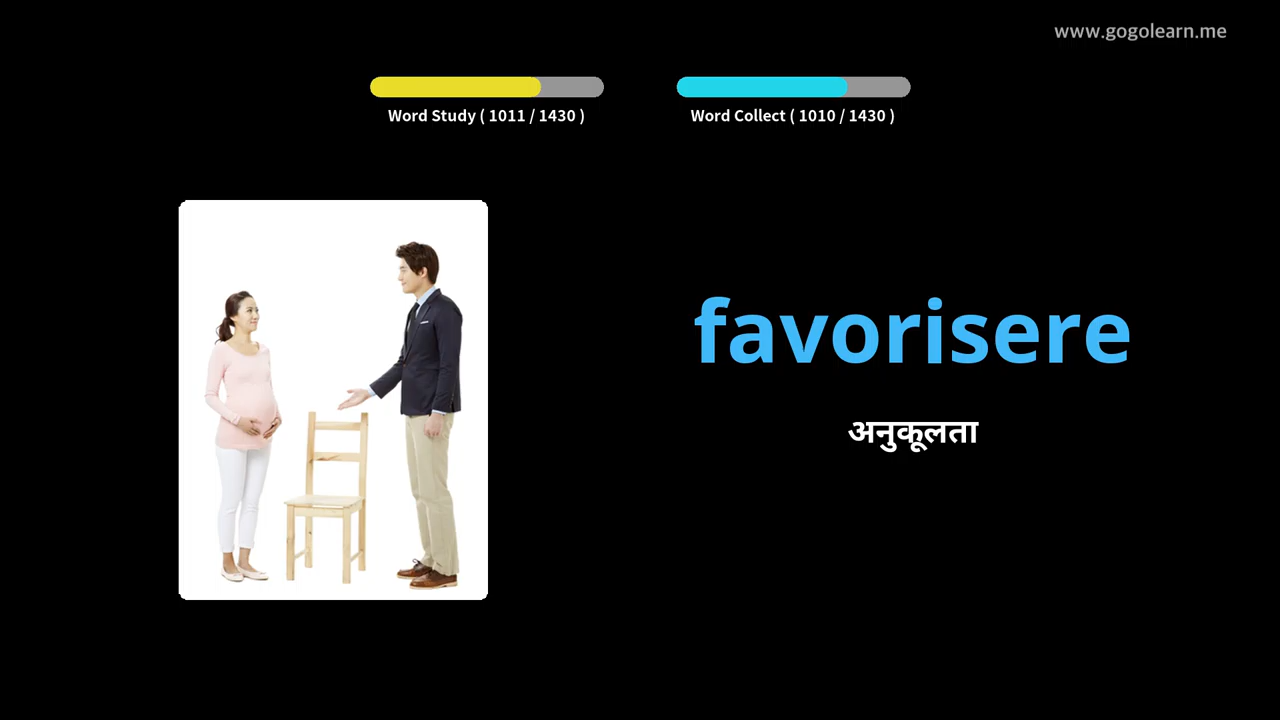 www.gogolearn.me
Word Study ( 1011 / 1430 )
Word Collect ( 1010 / 1430 )
favorisere
अनुकूलता